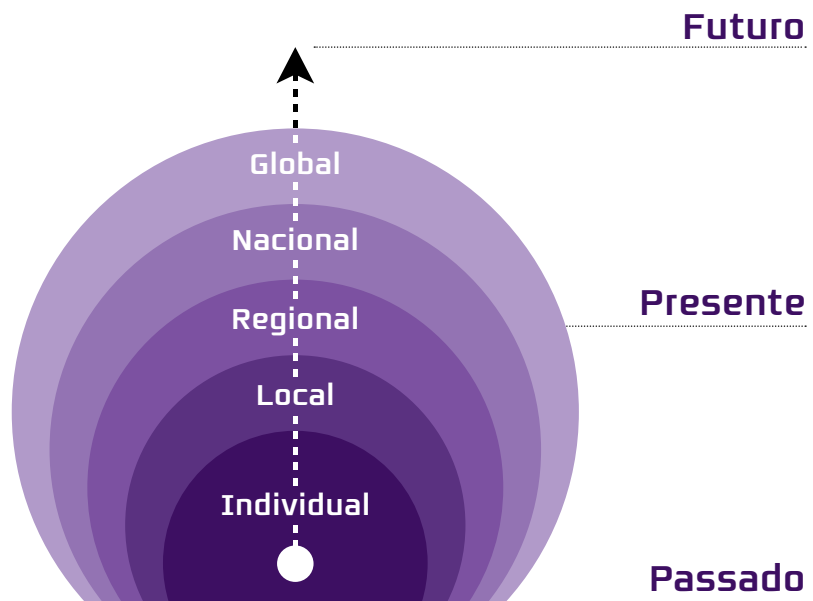 Futuro
Global
Nacional
Presente
Regional
Local
Individual
Passado